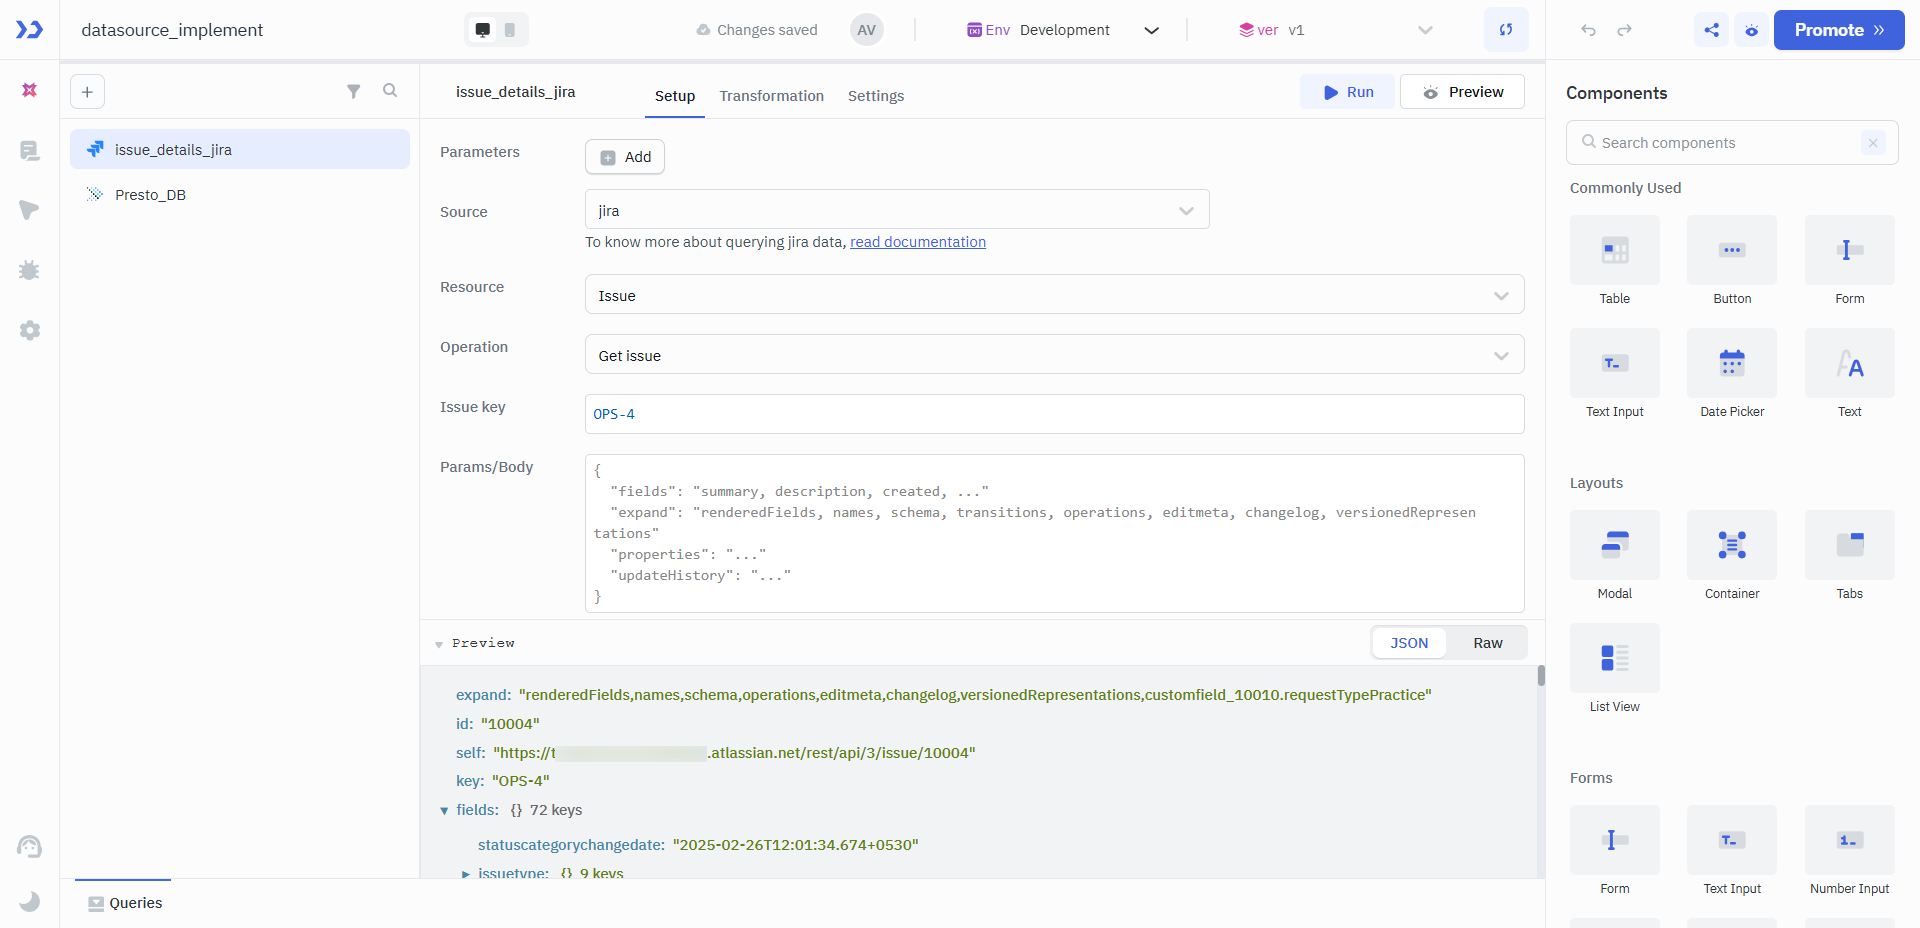 datasource_implement
Changes saved
AV
Env Development
ver v1
Promote
issue_details_jira
Presto_DB
issue_details_jira
Setup
Transformation
Settings
Run
Preview
Parameters
Add
Source
jira
To know more about querying jira data, read documentation
Resource
Issue
Operation
Get issue
Issue key
OPS-4
Params/Body
{
"fields": "summary, description, created, ..."
"expand": "renderedFields, names, schema, transitions, operations, editmeta, changelog, versionedRepresen
tations"
"properties": "..."
"updateHistory": "..."
}
Preview
JSON
Raw
expand: "renderedFields,names,schema,operations,editmeta,changelog,versionedRepresentations,customfield_10010.requestTypePractice"
id: "10004"
self: "https://t .atlassian.net/rest/api/3/issue/10004"
key: "OPS-4"
fields: {} 72 keys
statuscategorychangedate: "2025-02-26T12:01:34.674+0530"
issuetype: {} 9 keys
Queries
Components
Search components
Commonly Used
Table
Button
Form
Text Input
Date Picker
Text
Layouts
Modal
Container
Tabs
List View
Forms
Form
Text Input
Number Input